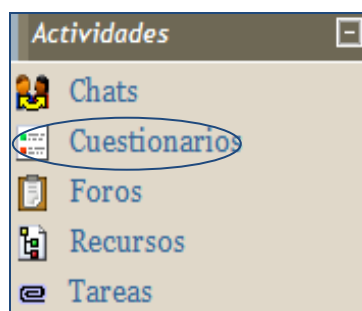 Actividades
Chats
Cuestionarios
Foros
Recursos
Tareas